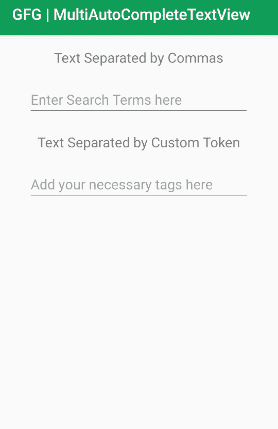 GFG | MultiAutoCompleteTextView
Text Separated by Commas
Enter Search Terms here
Text Separated by Custom Token
Add your necessary tags here